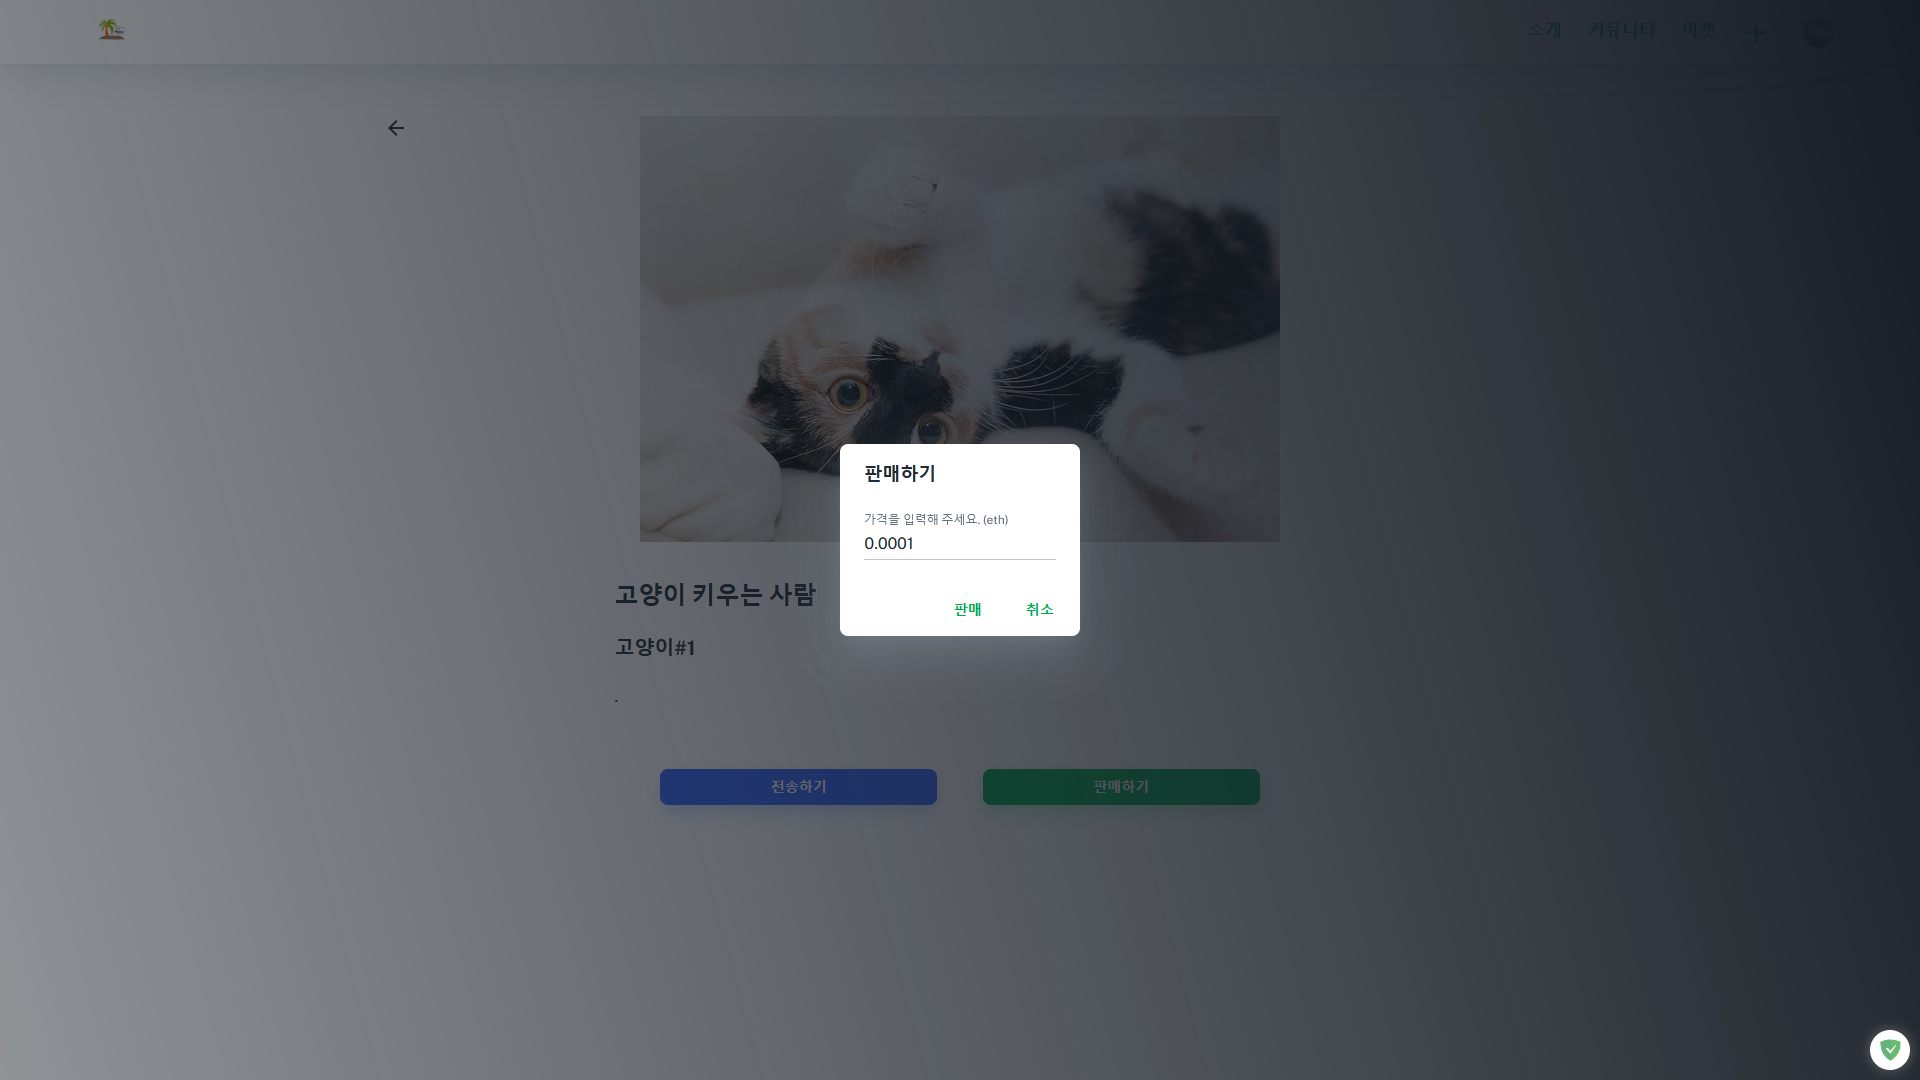 소개 커뮤니티 마켓
판매하기
가격을 입력해 주세요. (eth)
0.0001
판매 취소
고양이 키우는 사람
고양이#1
.
전송하기 판매하기